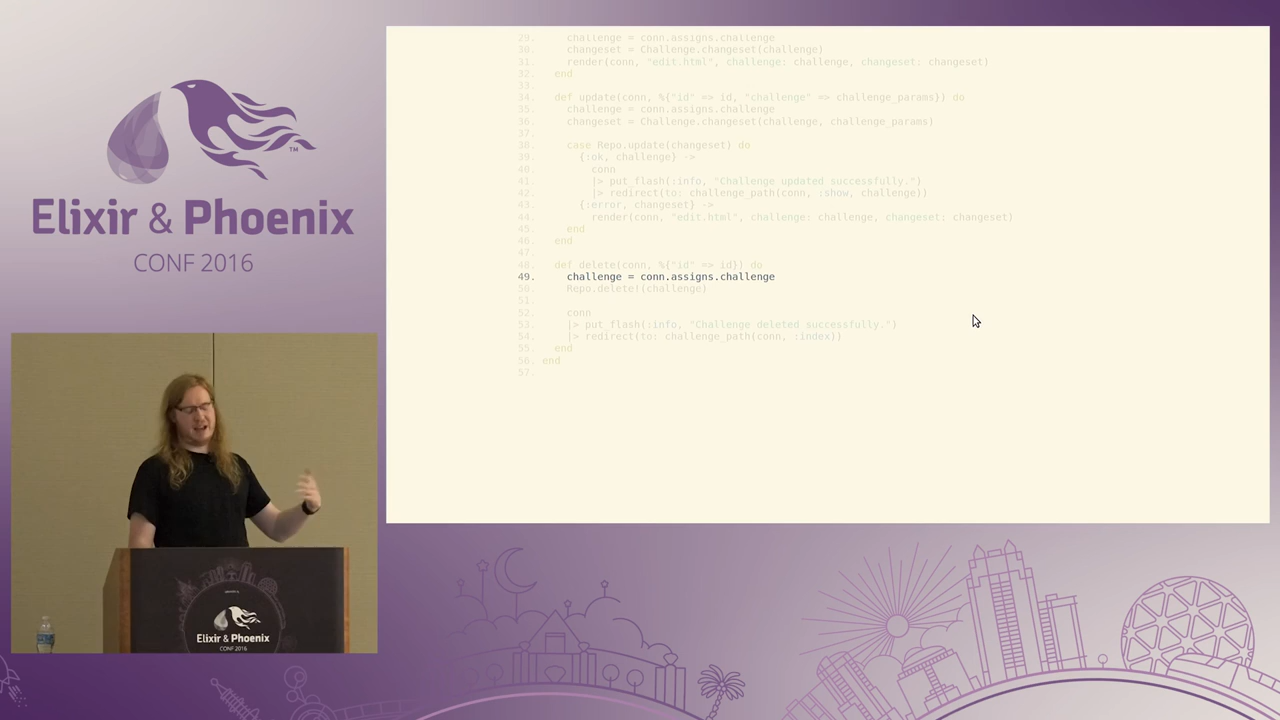 Elixir & Phoenix
TM
CONF 2016
29. challenge = conn.assigns.challenge
30. changeset = Challenge.changeset(challenge)
31. render(conn, "edit.html", challenge: challenge, changeset: changeset)
32. end
33.
34. def update(conn, %{"id" => id, "challenge" => challenge_params}) do
35. challenge = conn.assigns.challenge
36. changeset = Challenge.changeset(challenge, challenge_params)
37.
38. case Repo.update(changeset) do
39. {:ok, challenge} ->
40. conn
41. |> put_flash(:info, "Challenge updated successfully.")
42. |> redirect(to: challenge_path(conn, :show, challenge))
43. {:error, changeset} ->
44. render(conn, "edit.html", challenge: challenge, changeset: changeset)
45. end
46. end
47.
48. def delete(conn, %{"id" => id}) do
49. challenge = conn.assigns.challenge
50. Repo.delete!(challenge)
51.
52. conn
53. |> put_flash(:info, "Challenge deleted successfully.")
54. |> redirect(to: challenge_path(conn, :index))
55. end
56. end
57.
Elixir & Phoenix
CONF 2016